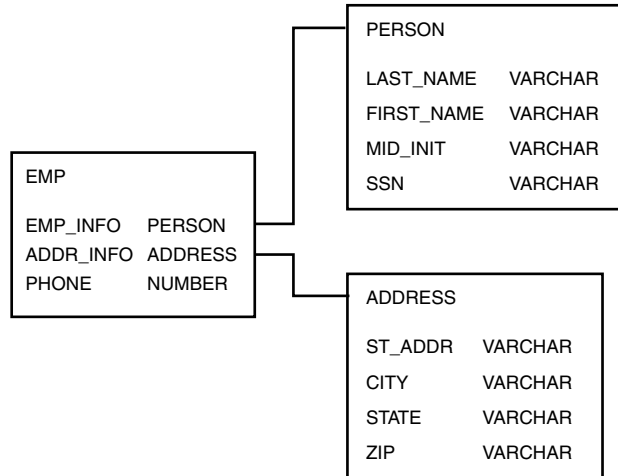 PERSON
LAST_NAME VARCHAR
FIRST_NAME VARCHAR
MID_INIT VARCHAR
SSN VARCHAR
EMP
EMP_INFO PERSON
ADDR_INFO ADDRESS
PHONE NUMBER
ADDRESS
ST_ADDR VARCHAR
CITY VARCHAR
STATE VARCHAR
ZIP VARCHAR